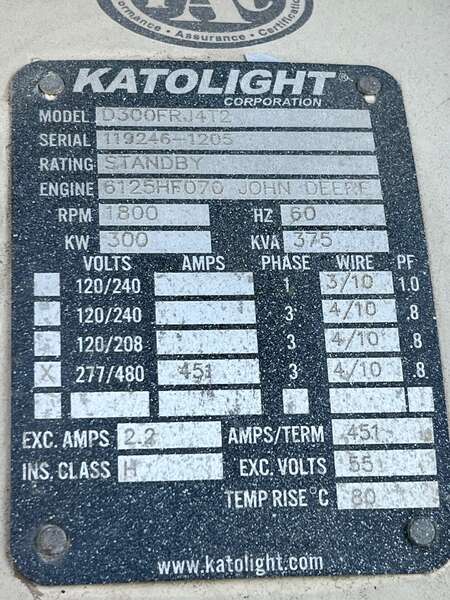 Performance • Assurance • Certification
KATOLIGHT®
CORPORATION
MODEL D300FRJ4T2
SERIAL 119246-1205
RATING STANDBY
ENGINE 6125HF070 JOHN DEERE
RPM 1800 HZ 60
KW 300 KVA 375
VOLTS AMPS PHASE WIRE PF
120/240 1 3/10 1.0
120/240 3 4/10 .8
120/208 3 4/10 .8
X 277/480 451 3 4/10 .8
EXC. AMPS 2.2 AMPS/TERM 451
INS. CLASS H EXC. VOLTS 55
TEMP RISE °C 80
www.katolight.com